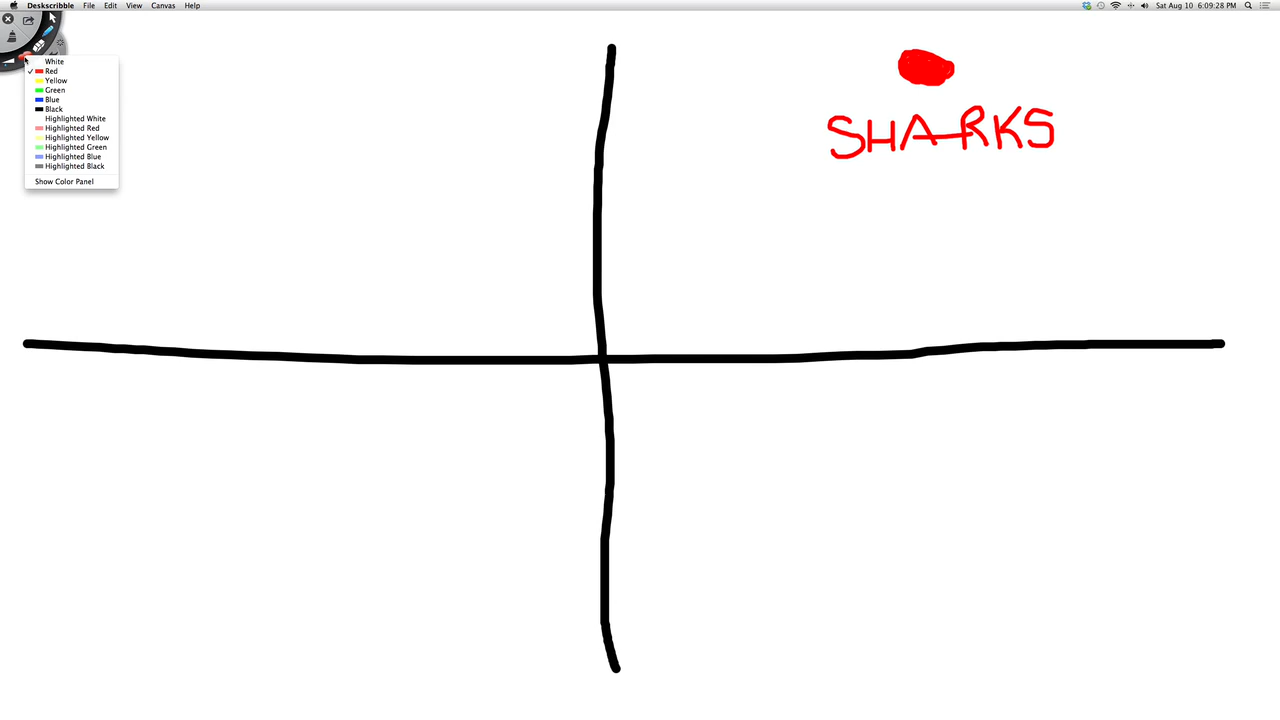 Deskscribble File Edit View Canvas Help Sat Aug 10 6:09:28 PM
White
Red
Yellow
Green
Blue
Black
Highlighted White
Highlighted Red
Highlighted Yellow
Highlighted Green
Highlighted Blue
Highlighted Black
Show Color Panel
SHARKS